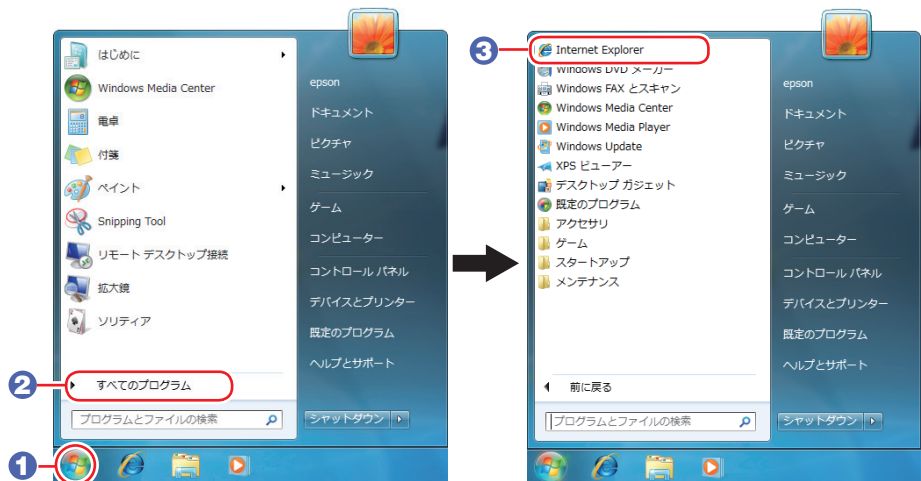 はじめに
Windows Media Center
電卓
付箋
ペイント
Snipping Tool
リモート デスクトップ接続
拡大鏡
ソリティア
2
すべてのプログラム
プログラムとファイルの検索
1
epson
ドキュメント
ピクチャ
ミュージック
ゲーム
コンピューター
コントロール パネル
デバイスとプリンター
既定のプログラム
ヘルプとサポート
シャットダウン
3
Internet Explorer
Windows DVD メーカー
Windows FAX とスキャン
Windows Media Center
Windows Media Player
Windows Update
XPS ビューアー
デスクトップ ガジェット
既定のプログラム
アクセサリ
ゲーム
スタートアップ
メンテナンス
前に戻る
プログラムとファイルの検索
epson
ドキュメント
ピクチャ
ミュージック
ゲーム
コンピューター
コントロール パネル
デバイスとプリンター
既定のプログラム
ヘルプとサポート
シャットダウン